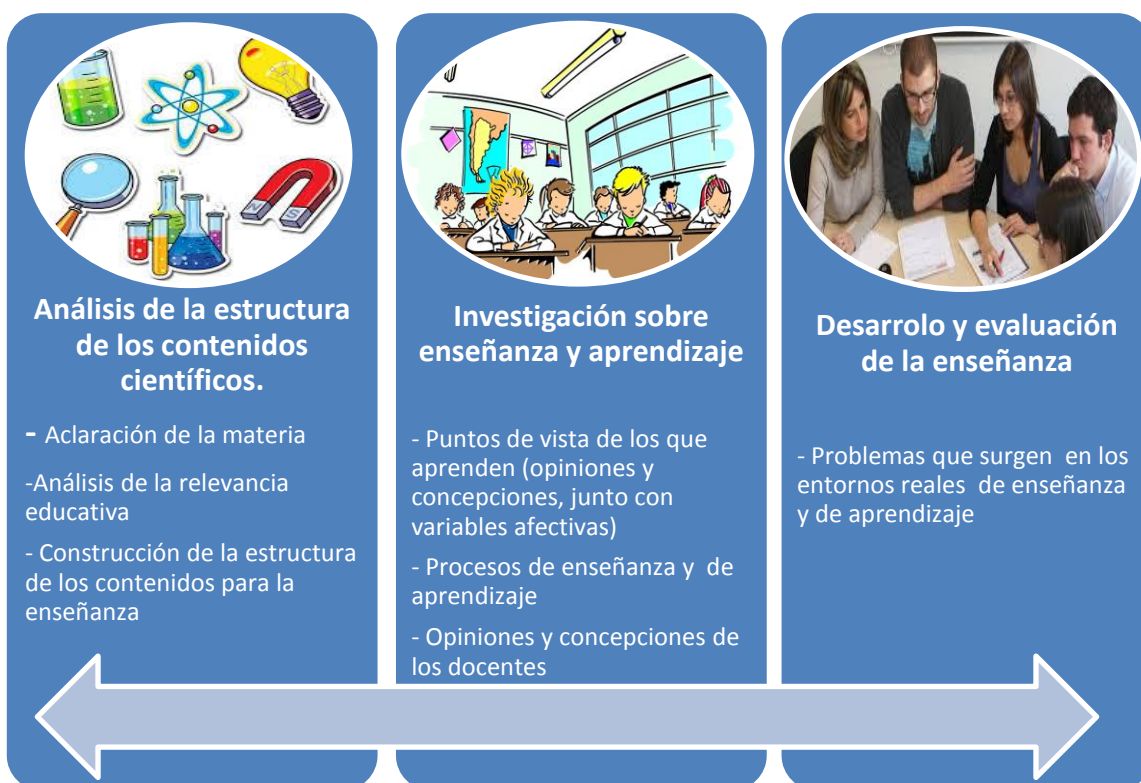 Análisis de la estructura
de los contenidos
científicos.
- Aclaración de la materia
-Análisis de la relevancia
educativa
- Construcción de la estructura
de los contenidos para la
enseñanza
Investigación sobre
enseñanza y aprendizaje
- Puntos de vista de los que
aprenden (opiniones y
concepciones, junto con
variables afectivas)
- Procesos de enseñanza y de
aprendizaje
- Opiniones y concepciones de
los docentes
Desarrolo y evaluación
de la enseñanza
- Problemas que surgen en los
entornos reales de enseñanza
y de aprendizaje